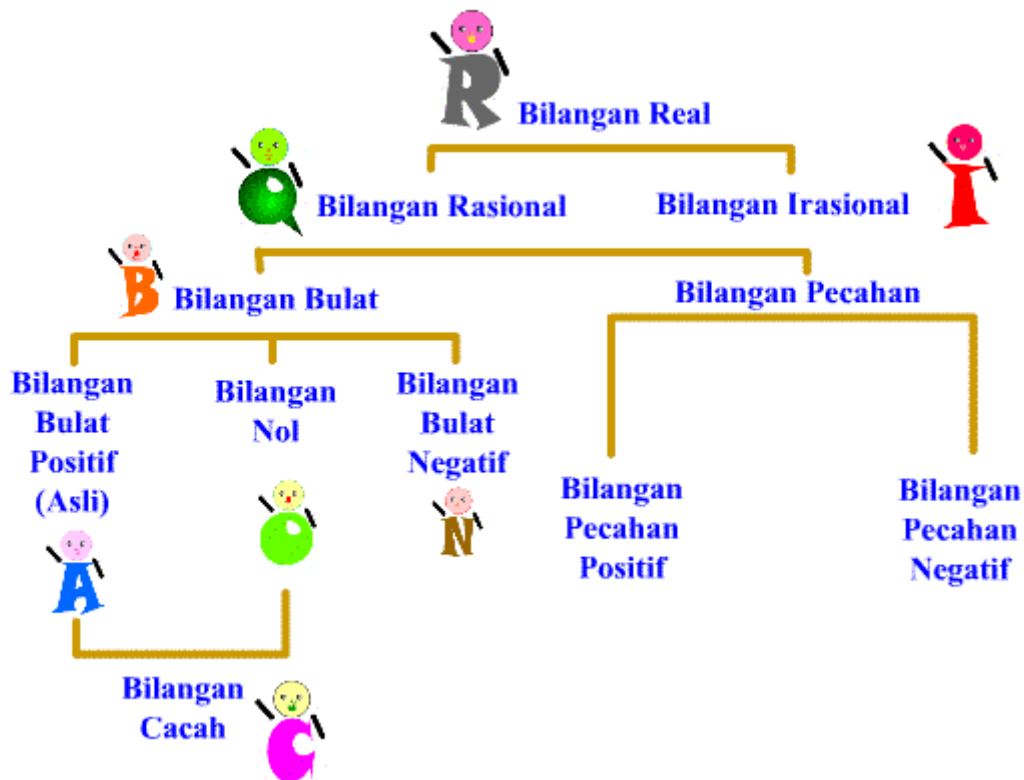 R
Bilangan Real
Bilangan Rasional
Bilangan Irasional
I
B
Bilangan Bulat
Bilangan Pecahan
Bilangan
Bulat
Positif
(Asli)
A
Bilangan
Nol
Bilangan
Bulat
Negatif
N
Bilangan
Pecahan
Positif
Bilangan
Pecahan
Negatif
Bilangan
Cacah
C